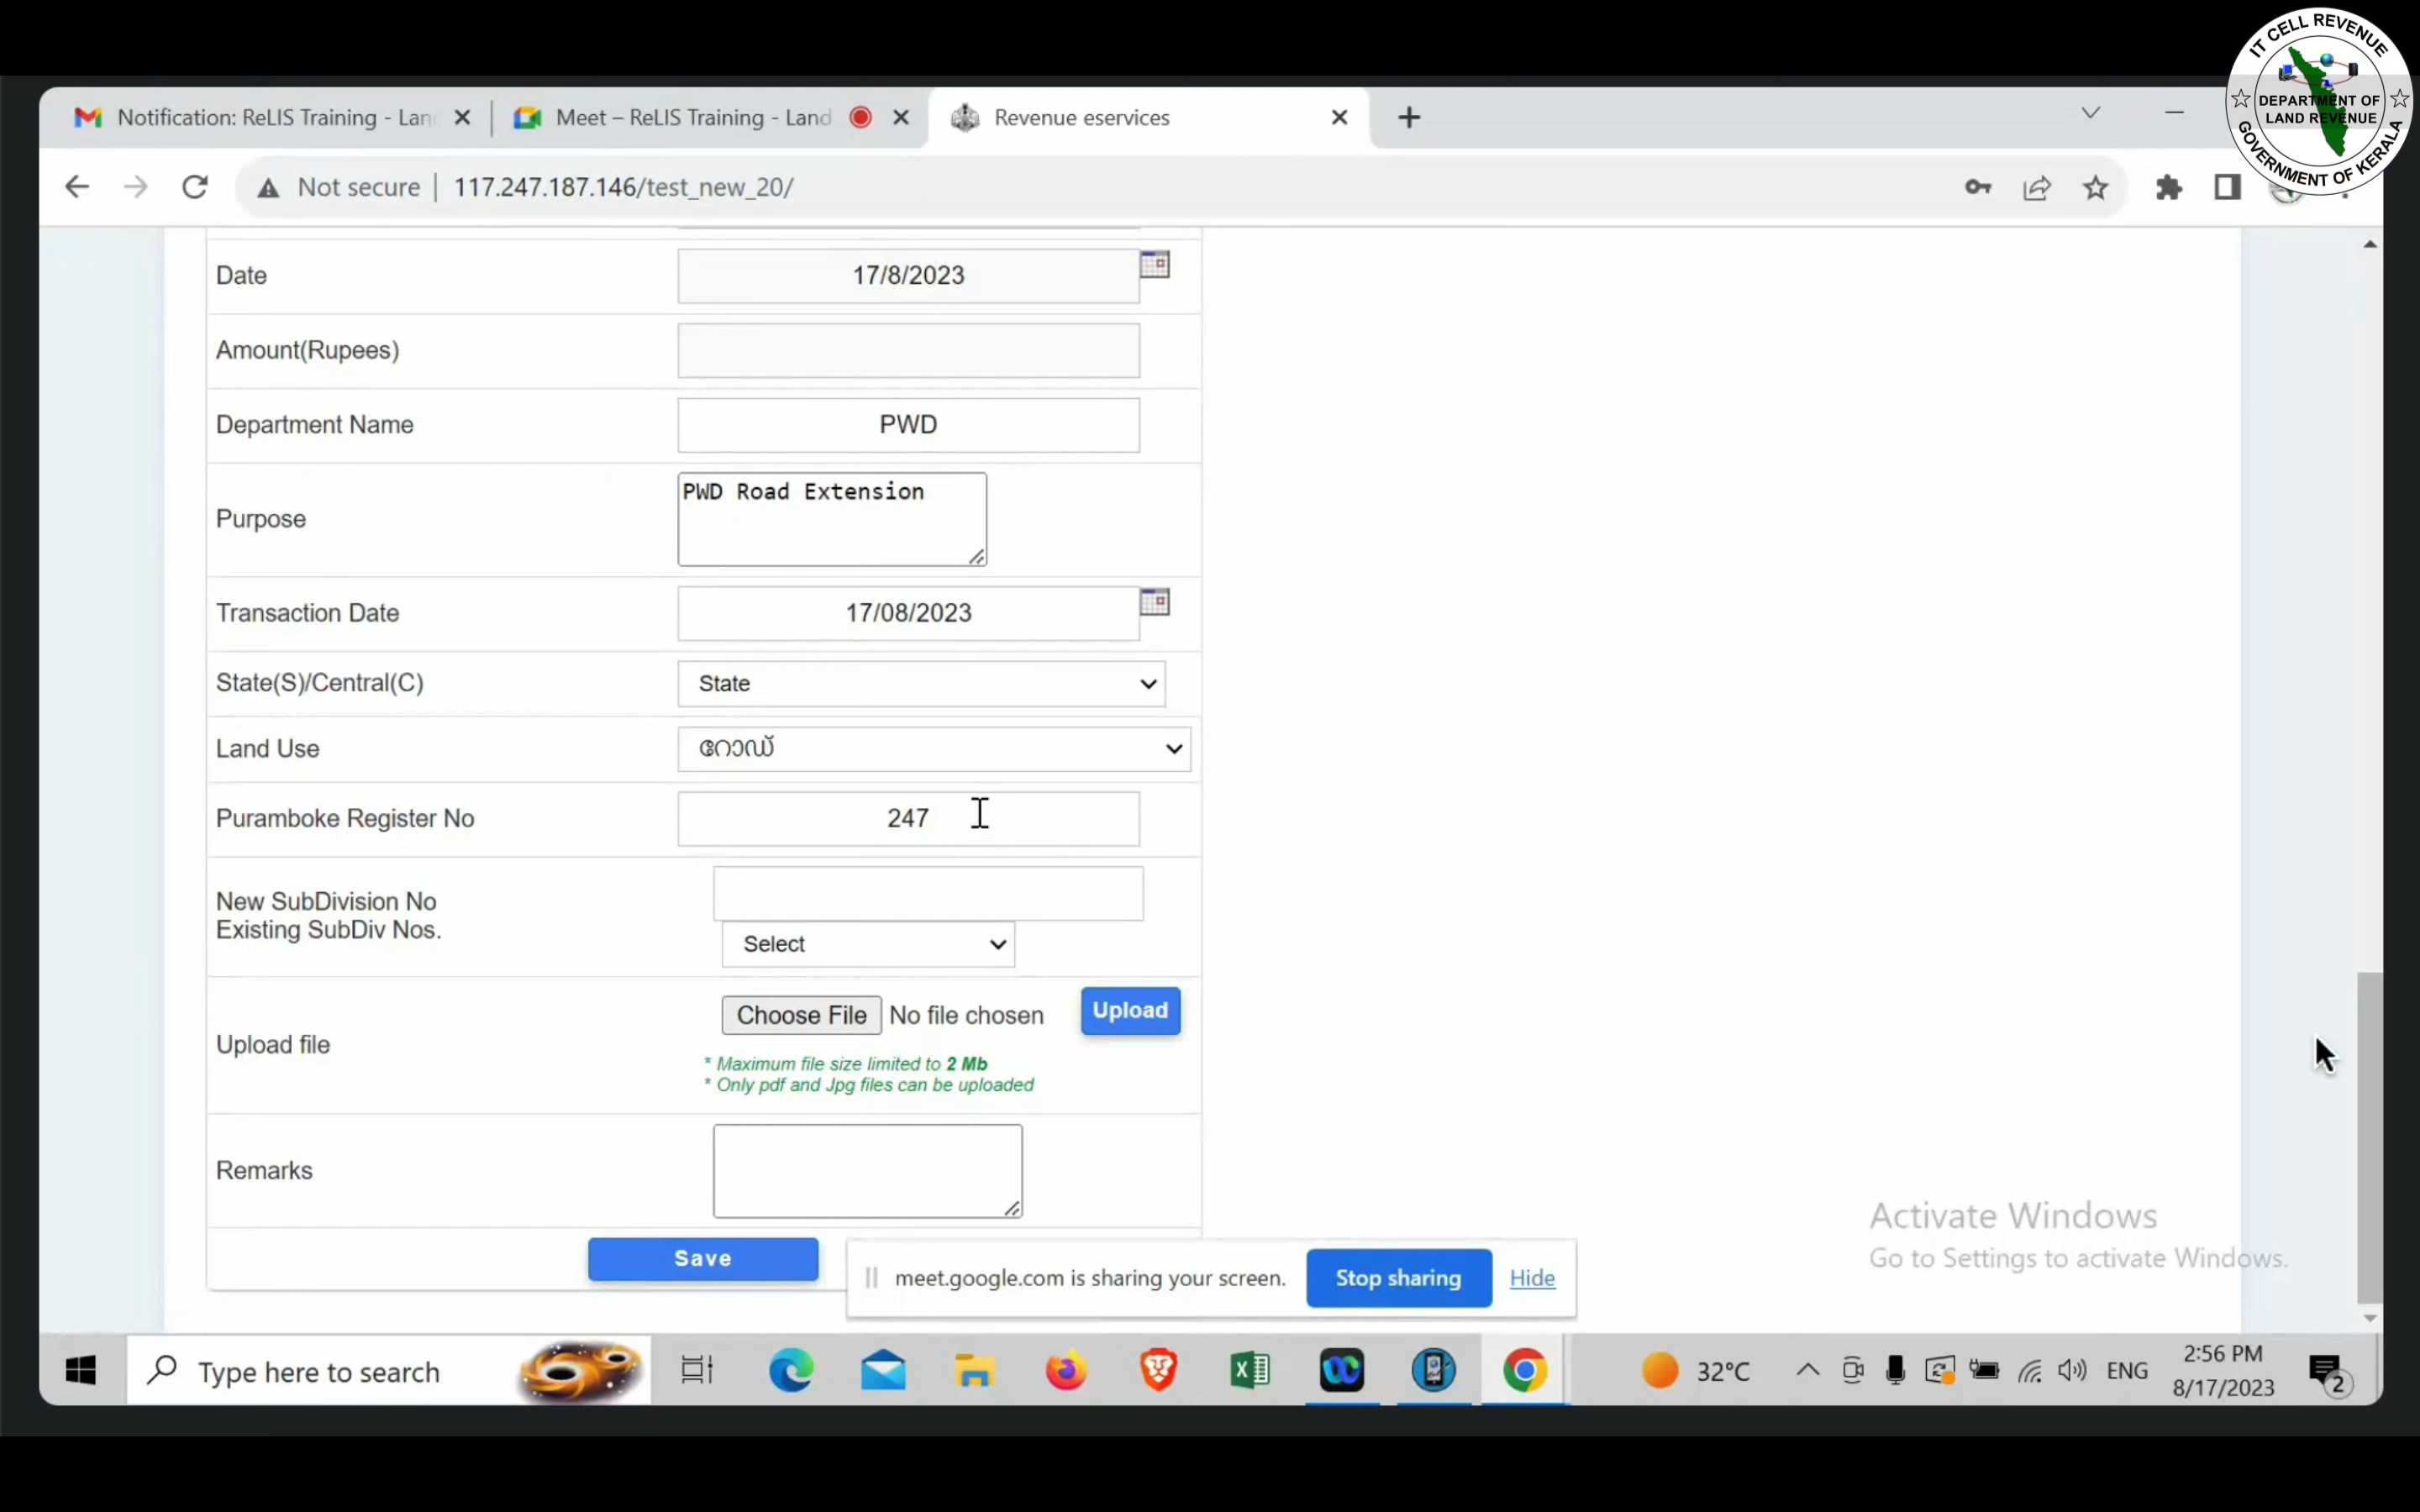 IT CELL REVENUE
DEPARTMENT OF
LAND REVENUE
GOVERNMENT OF KERALA
Notification: ReLIS Training - Lan
Meet – ReLIS Training - Land
Revenue eservices
Not secure
117.247.187.146/test_new_20/
Date
17/8/2023
Amount(Rupees)
Department Name
PWD
Purpose
PWD Road Extension
Transaction Date
17/08/2023
State(S)/Central(C)
State
Land Use
റോഡ്
Puramboke Register No
247
New SubDivision No
Existing SubDiv Nos.
Select
Upload file
Choose File No file chosen
Upload
* Maximum file size limited to 2 Mb
* Only pdf and Jpg files can be uploaded
Remarks
Save
meet.google.com is sharing your screen.
Stop sharing
Hide
Activate Windows
Go to Settings to activate Windows.
Type here to search
32°C
ENG
2:56 PM
8/17/2023
2